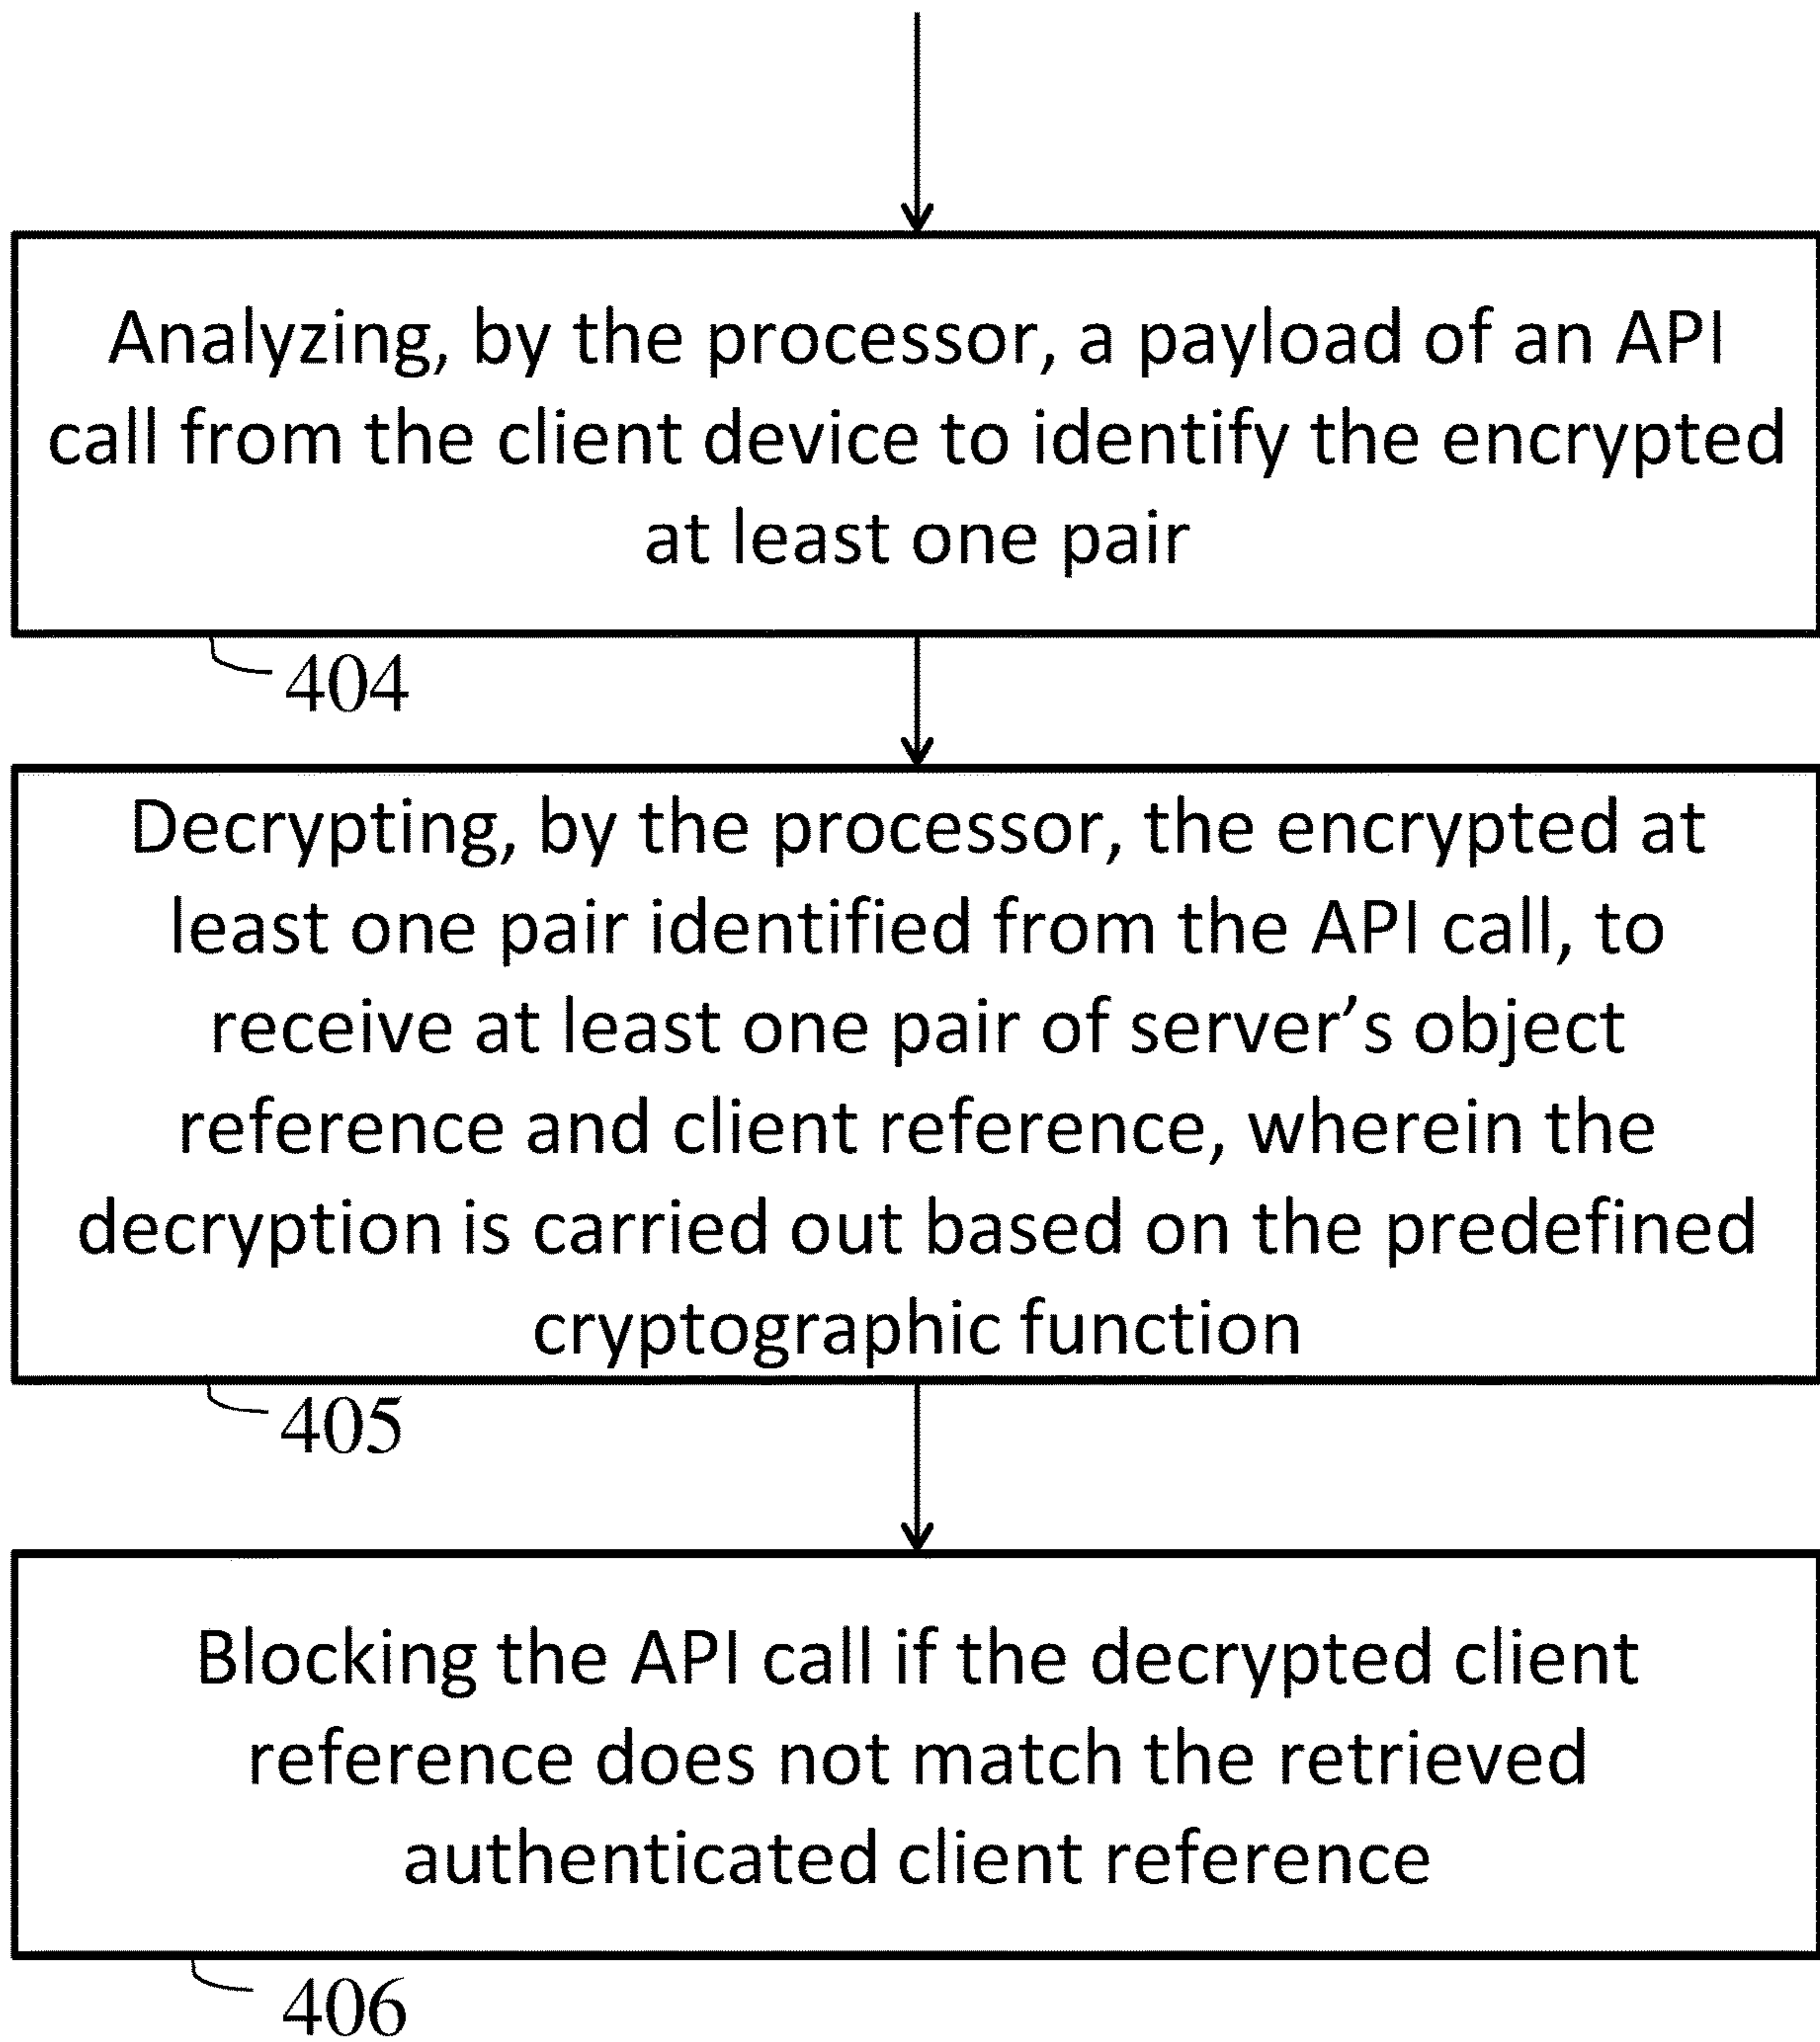 Analyzing, by the processor, a payload of an API
call from the client device to identify the encrypted
at least one pair
404
Decrypting, by the processor, the encrypted at
least one pair identified from the API call, to
receive at least one pair of server’s object
reference and client reference, wherein the
decryption is carried out based on the predefined
cryptographic function
405
Blocking the API call if the decrypted client
reference does not match the retrieved
authenticated client reference
406